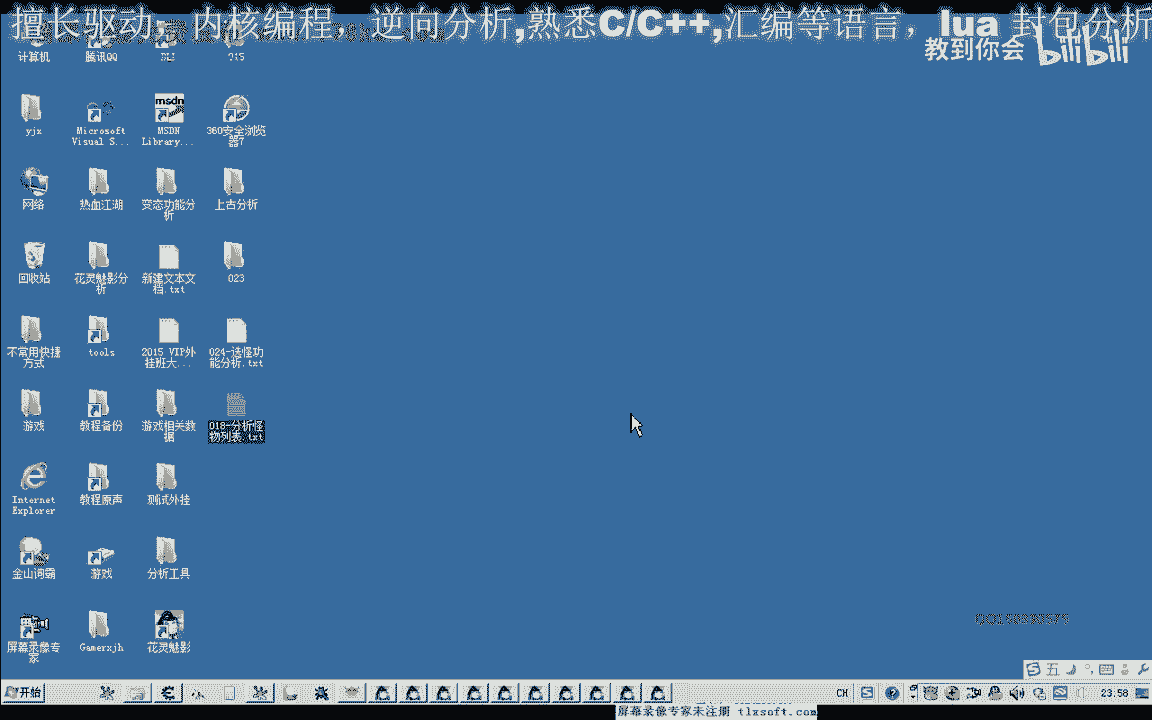 擅长驱动，内核编程，逆向分析,熟悉C/C++,汇编等语言，lua 封包分析
教到你会 bilibili
计算机
腾讯QQ
yjx
Microsoft
Visual S...
msdn
MSDN
Library...
360安全浏览
器7
网络
热血江湖
变态功能分
析
上古分析
回收站
花灵魅影分
析
新建文本文
档.txt
023
不常用快捷
方式
tools
2015 VIP外
挂班大...
024-诱怪功
能分析.txt
游戏
教程备份
游戏相关数
据
018-分析怪
物列表.txt
Internet
Explorer
教程原声
测试外挂
金山词霸
游戏
分析工具
屏幕录像专
家
Gamerxjh
花灵魅影
五
开始
CH
23:58
屏幕录像专家未注册 tlxsoft.com